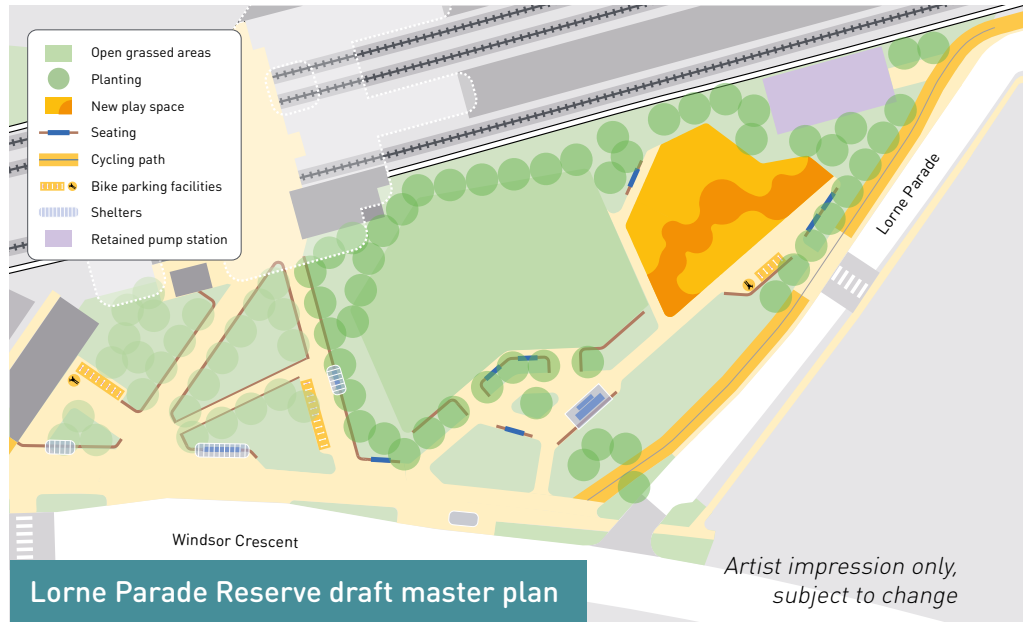 Open grassed areas
Planting
New play space
Seating
Cycling path
Bike parking facilities
Shelters
Retained pump station
Lorne Parade
Windsor Crescent
Lorne Parade Reserve draft master plan
Artist impression only,
subject to change